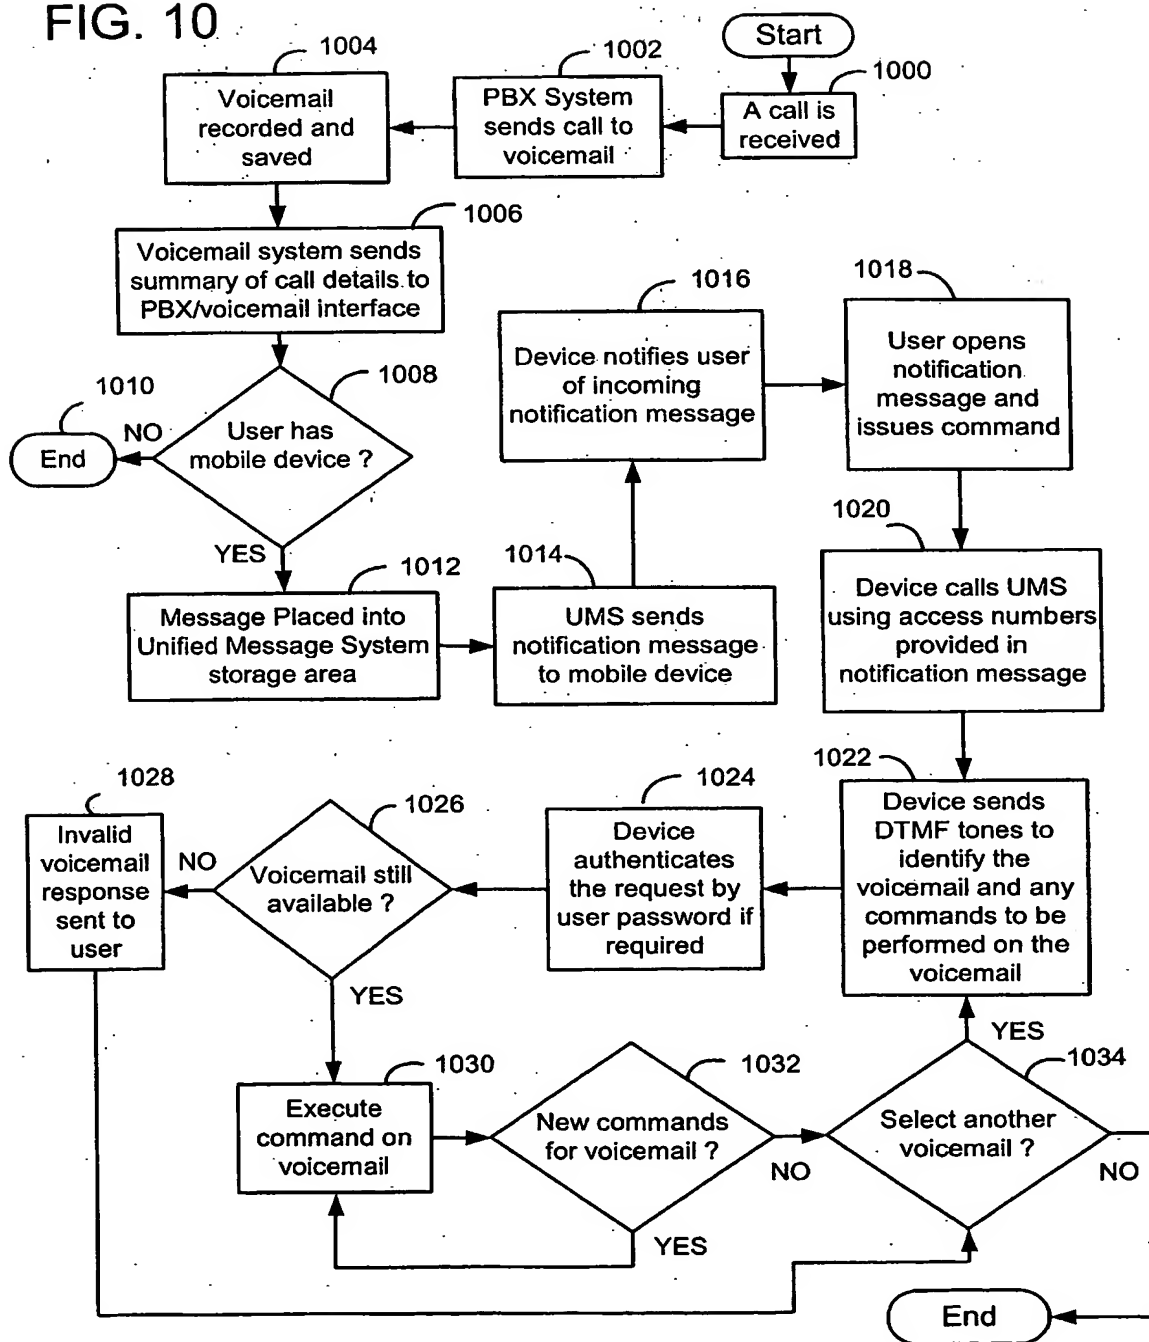 FIG. 10
Start
1000
A call is
received
1002
PBX System
sends call to
voicemail
1004
Voicemail
recorded and
saved
1006
Voicemail system sends
summary of call details to
PBX/voicemail interface
1008
User has
mobile device ?
NO
1010
End
YES
1012
Message Placed into
Unified Message System
storage area
1014
UMS sends
notification message
to mobile device
1016
Device notifies user
of incoming
notification message
1018
User opens
notification
message and
issues command
1020
Device calls UMS
using access numbers
provided in
notification message
1022
Device sends
DTMF tones to
identify the
voicemail and any
commands to be
performed on the
voicemail
1024
Device
authenticates
the request by
user password if
required
1026
Voicemail still
available ?
NO
1028
Invalid
voicemail
response
sent to
user
YES
1030
Execute
command on
voicemail
1032
New commands
for voicemail ?
YES
NO
1034
Select another
voicemail ?
YES
NO
End